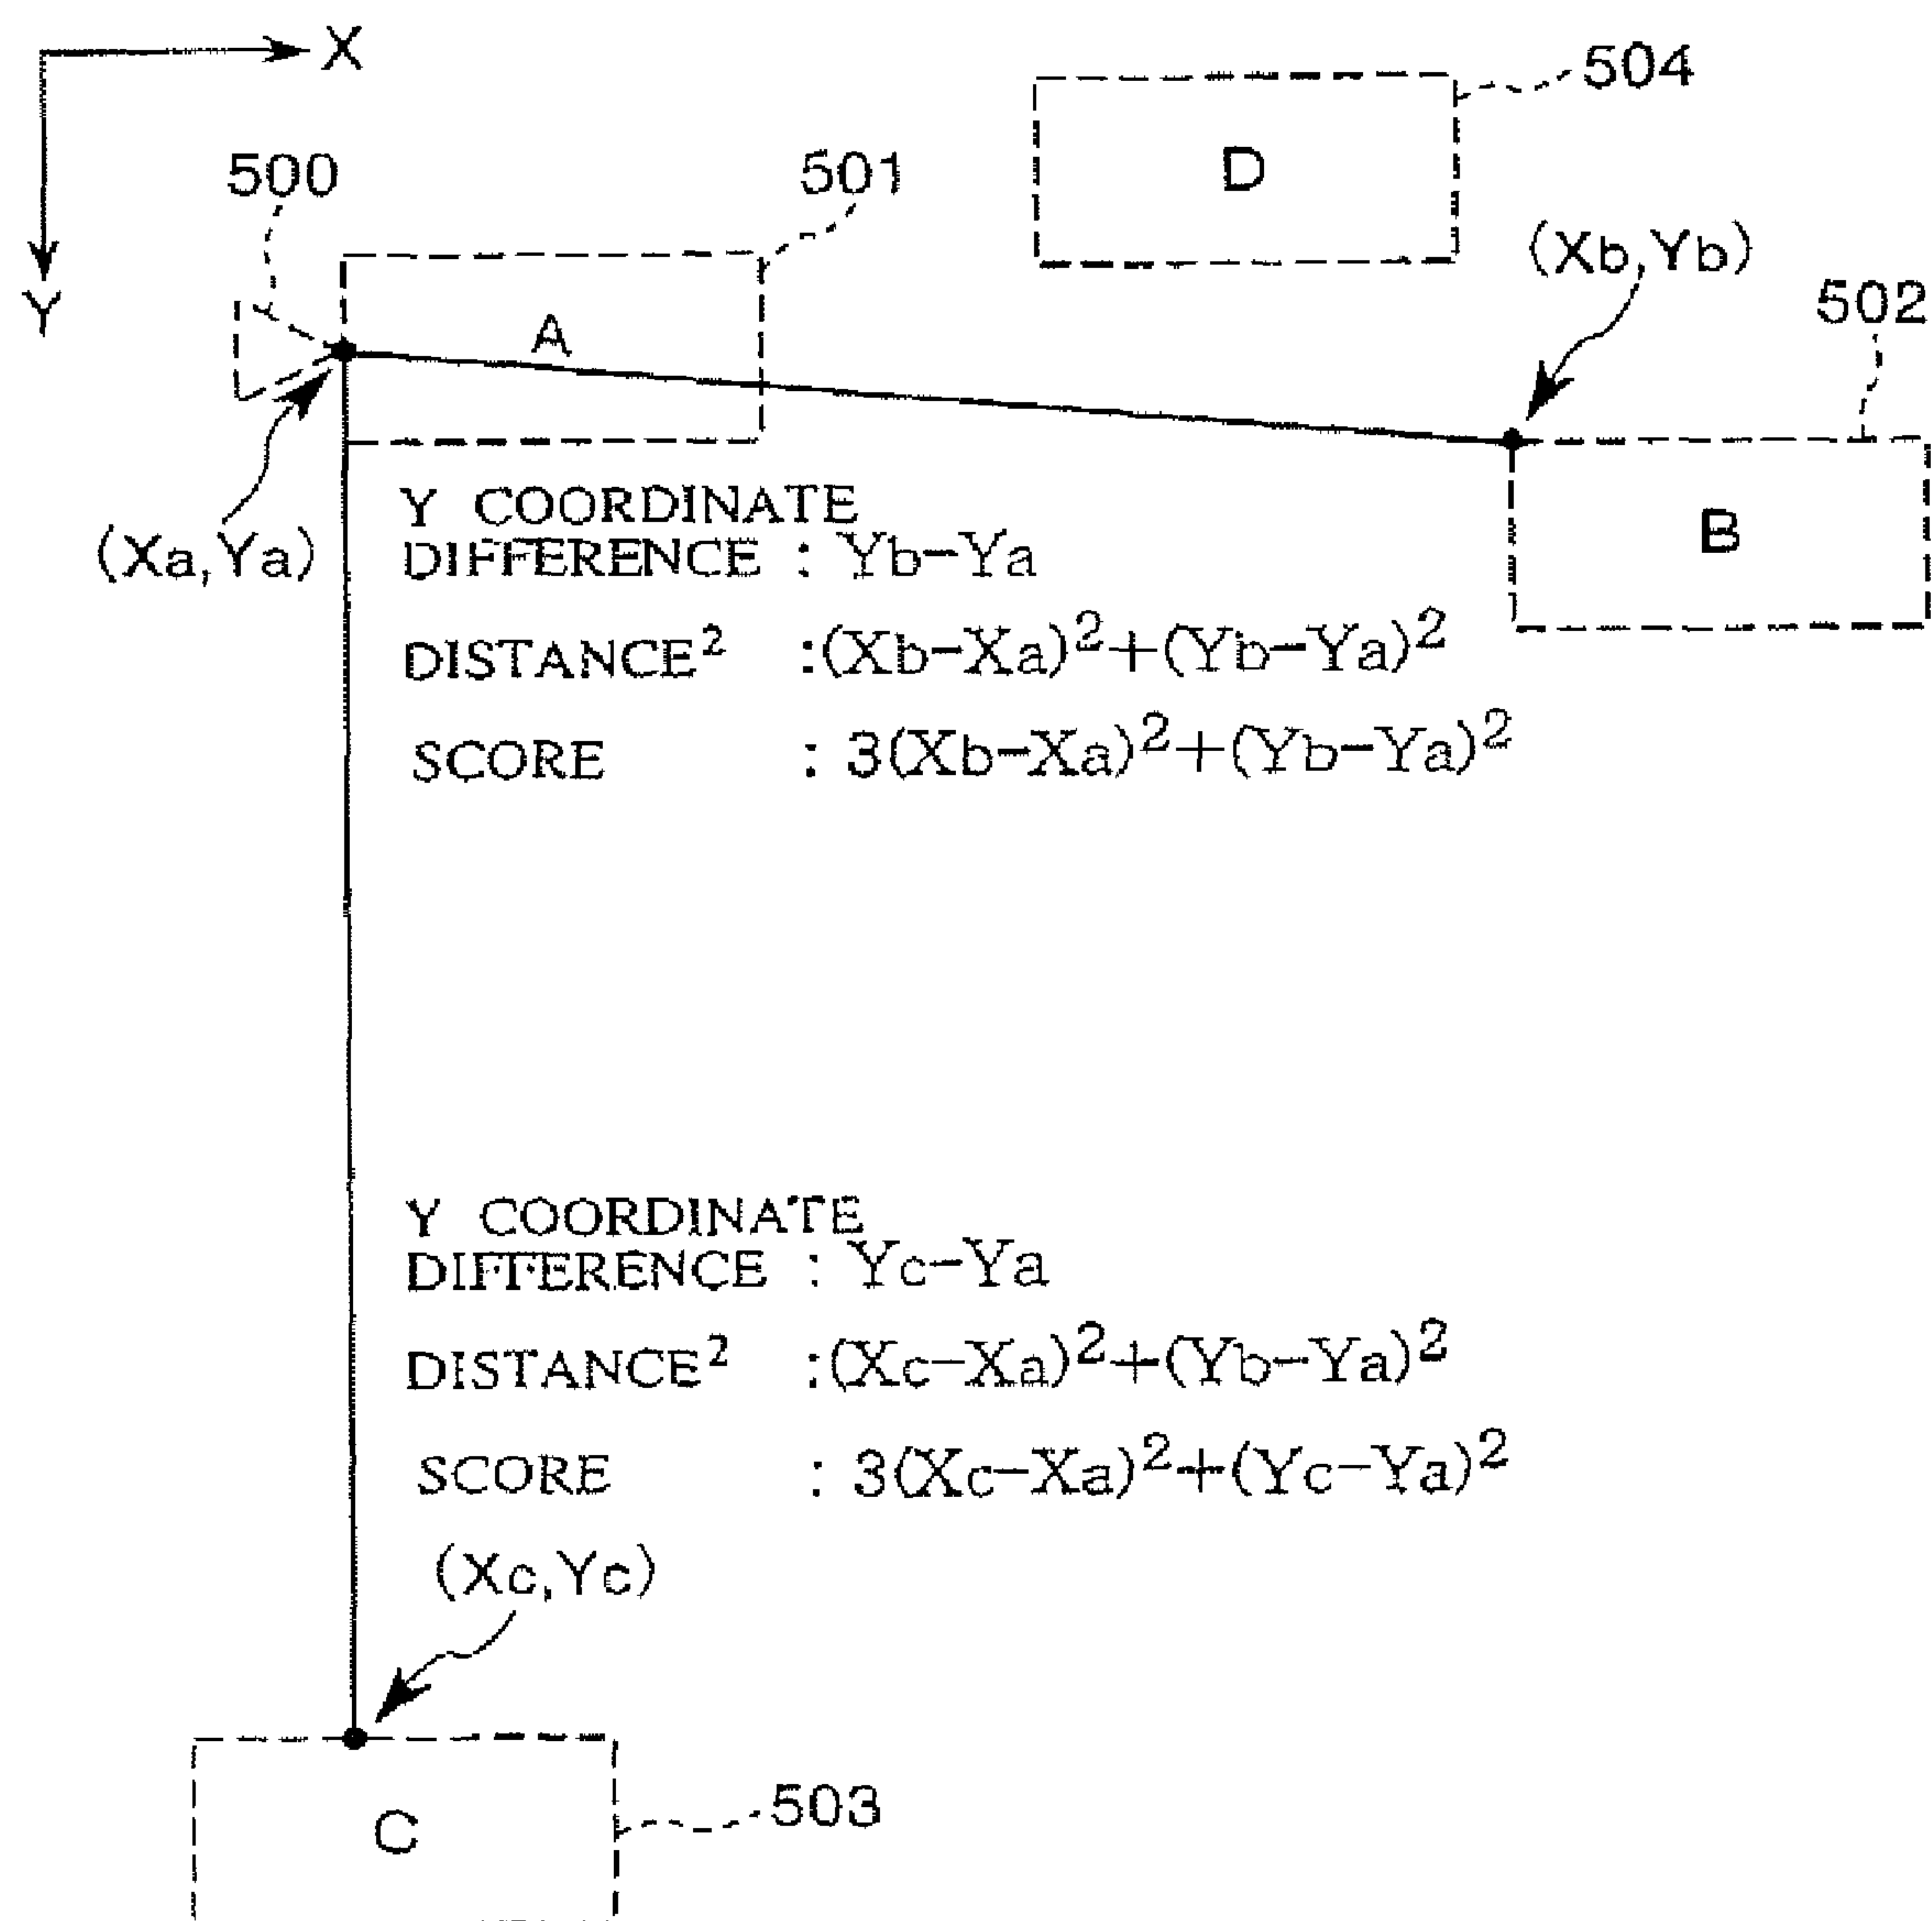 X
504
D
500
501
(Xb,Yb)
Y
502
A
B
(Xa,Ya)
Y COORDINATE
DIFFERENCE : Yb-Ya
DISTANCE² :(Xb-Xa)²+(Yb-Ya)²
SCORE : 3(Xb-Xa)²+(Yb-Ya)²
Y COORDINATE
DIFFERENCE : Yc-Ya
DISTANCE² :(Xc-Xa)²+(Yb-Ya)²
SCORE : 3(Xc-Xa)²+(Yc-Ya)²
(Xc,Yc)
503
C